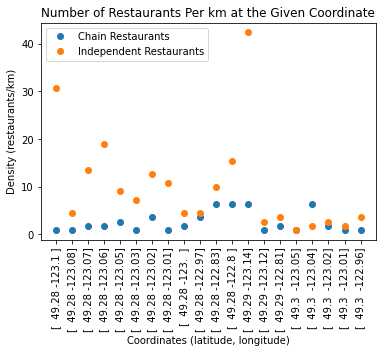 Number of Restaurants Per km at the Given Coordinate
Chain Restaurants
Independent Restaurants
Density (restaurants/km)
40
30
20
10
0
[ 49.28 -123.1 ]
[ 49.28 -123.08]
[ 49.28 -123.07]
[ 49.28 -123.06]
[ 49.28 -123.05]
[ 49.28 -123.03]
[ 49.28 -123.02]
[ 49.28 -123.01]
[ 49.28 -123. ]
[ 49.28 -122.97]
[ 49.28 -122.83]
[ 49.28 -122.8 ]
[ 49.29 -123.14]
[ 49.29 -123.12]
[ 49.29 -122.81]
[ 49.3 -123.05]
[ 49.3 -123.04]
[ 49.3 -123.02]
[ 49.3 -123.01]
[ 49.3 -122.96]
Coordinates (latitude, longitude)